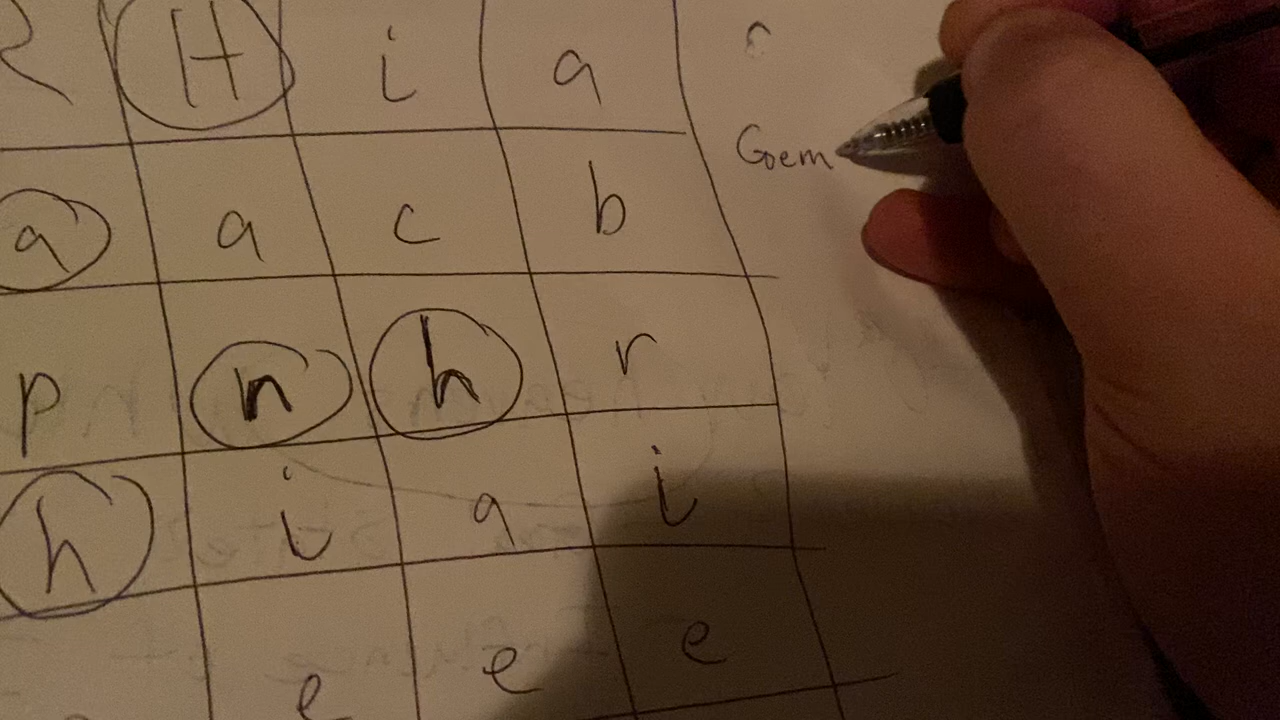 R H i a
Goem
a a c b
p n h r
h i a i
e e e